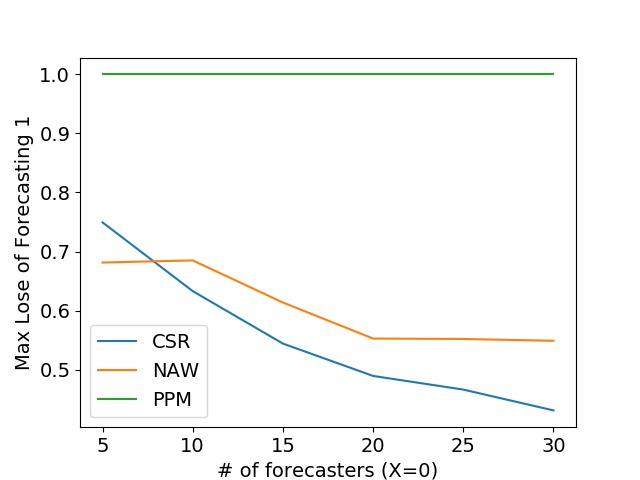 1.0
0.9
0.8
0.7
0.6
0.5
Max Lose of Forecasting 1
CSR
NAW
PPM
5 10 15 20 25 30
# of forecasters (X=0)